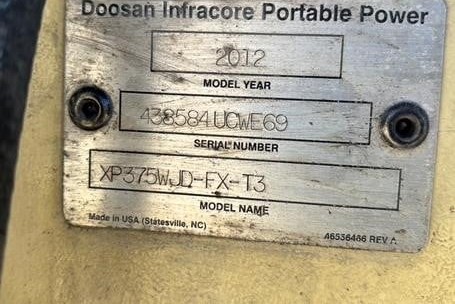 Doosan Infracore Portable Power
2012
MODEL YEAR
438584UCWE69
SERIAL NUMBER
XP375WJD-FX-T3
MODEL NAME
Made in USA (Statesville, NC)
46536466 REV A